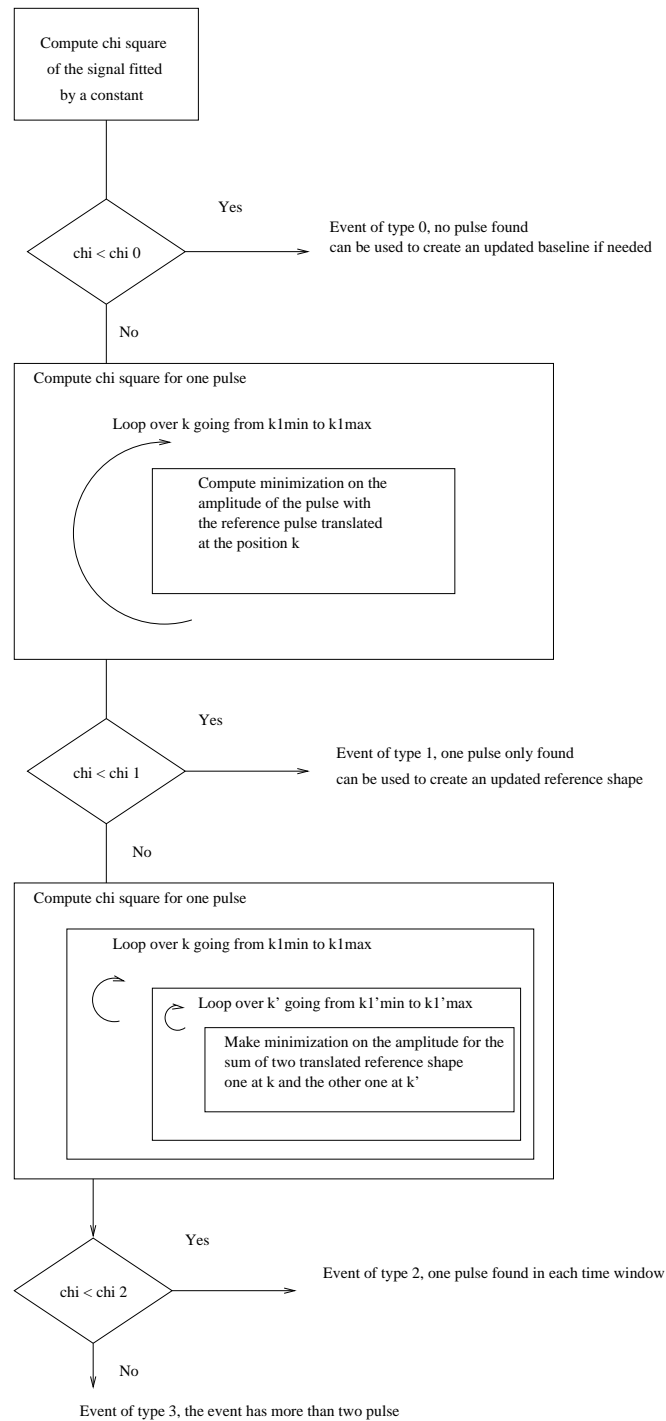 Compute chi square
of the signal fitted
by a constant
Yes
chi < chi 0
Event of type 0, no pulse found
can be used to create an updated baseline if needed
No
Compute chi square for one pulse
Loop over k going from k1min to k1max
Compute minimization on the
amplitude of the pulse with
the reference pulse translated
at the position k
Yes
chi < chi 1
Event of type 1, one pulse only found
can be used to create an updated reference shape
No
Compute chi square for one pulse
Loop over k going from k1min to k1max
Loop over k' going from k1'min to k1'max
Make minimization on the amplitude for the
sum of two translated reference shape
one at k and the other one at k'
Yes
chi < chi 2
Event of type 2, one pulse found in each time window
No
Event of type 3, the event has more than two pulse